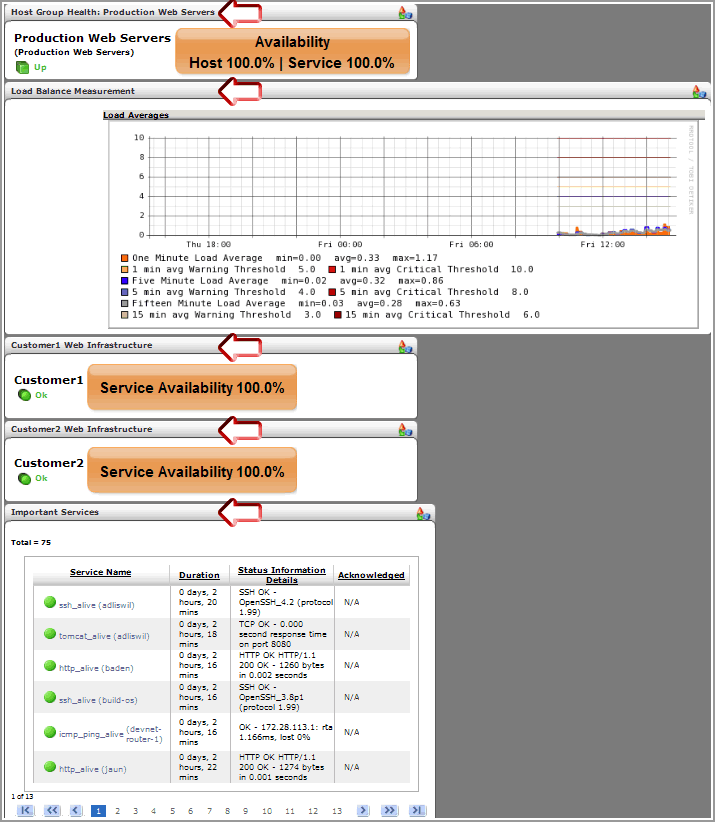 Host Group Health: Production Web Servers
Production Web Servers
(Production Web Servers)
Up
Availability
Host 100.0% | Service 100.0%
Load Balance Measurement
Load Averages
10
8
6
4
2
0
Thu 18:00 Fri 00:00 Fri 06:00 Fri 12:00
RRDTOOL / TOBI OETIKER
One Minute Load Average min=0.00 avg=0.33 max=1.17
1 min avg Warning Threshold 5.0 1 min avg Critical Threshold 10.0
Five Minute Load Average min=0.02 avg=0.32 max=0.86
5 min avg Warning Threshold 4.0 5 min avg Critical Threshold 8.0
Fifteen Minute Load Average min=0.03 avg=0.28 max=0.63
15 min avg Warning Threshold 3.0 15 min avg Critical Threshold 6.0
Customer1 Web Infrastructure
Customer1
Ok
Service Availability 100.0%
Customer2 Web Infrastructure
Customer2
Ok
Service Availability 100.0%
Important Services
Total = 75
Service Name Duration Status Information Details Acknowledged
ssh_alive (adliswil)
0 days, 2
hours, 20
mins
SSH OK -
OpenSSH_4.2 (protocol
1.99)
N/A
tomcat_alive (adliswil)
0 days, 2
hours, 18
mins
TCP OK - 0.000
second response time
on port 8080
N/A
http_alive (baden)
0 days, 2
hours, 16
mins
HTTP OK HTTP/1.1
200 OK - 1260 bytes
in 0.002 seconds
N/A
ssh_alive (build-os)
0 days, 2
hours, 16
mins
SSH OK -
OpenSSH_3.8p1
(protocol 1.99)
N/A
icmp_ping_alive (devnet-
router-1)
0 days, 2
hours, 16
mins
OK - 172.28.113.1: rta
1.166ms, lost 0%
N/A
http_alive (jaun)
0 days, 2
hours, 22
mins
HTTP OK HTTP/1.1
200 OK - 1274 bytes
in 0.001 seconds
N/A
1 of 13
1 2 3 4 5 6 7 8 9 10 11 12 13